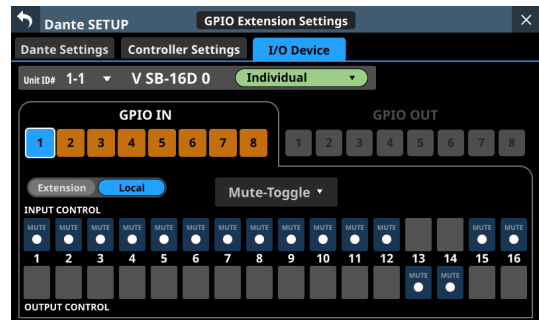 Dante SETUP GPIO Extension Settings ×
Dante Settings Controller Settings I/O Device
Unit ID# 1-1 V SB-16D 0 Individual
GPIO IN GPIO OUT
1 2 3 4 5 6 7 8 1 2 3 4 5 6 7 8
Extension Local Mute-Toggle
INPUT CONTROL
MUTE MUTE MUTE MUTE MUTE MUTE MUTE MUTE MUTE MUTE MUTE MUTE MUTE MUTE
1 2 3 4 5 6 7 8 9 10 11 12 13 14 15 16
MUTE MUTE
OUTPUT CONTROL